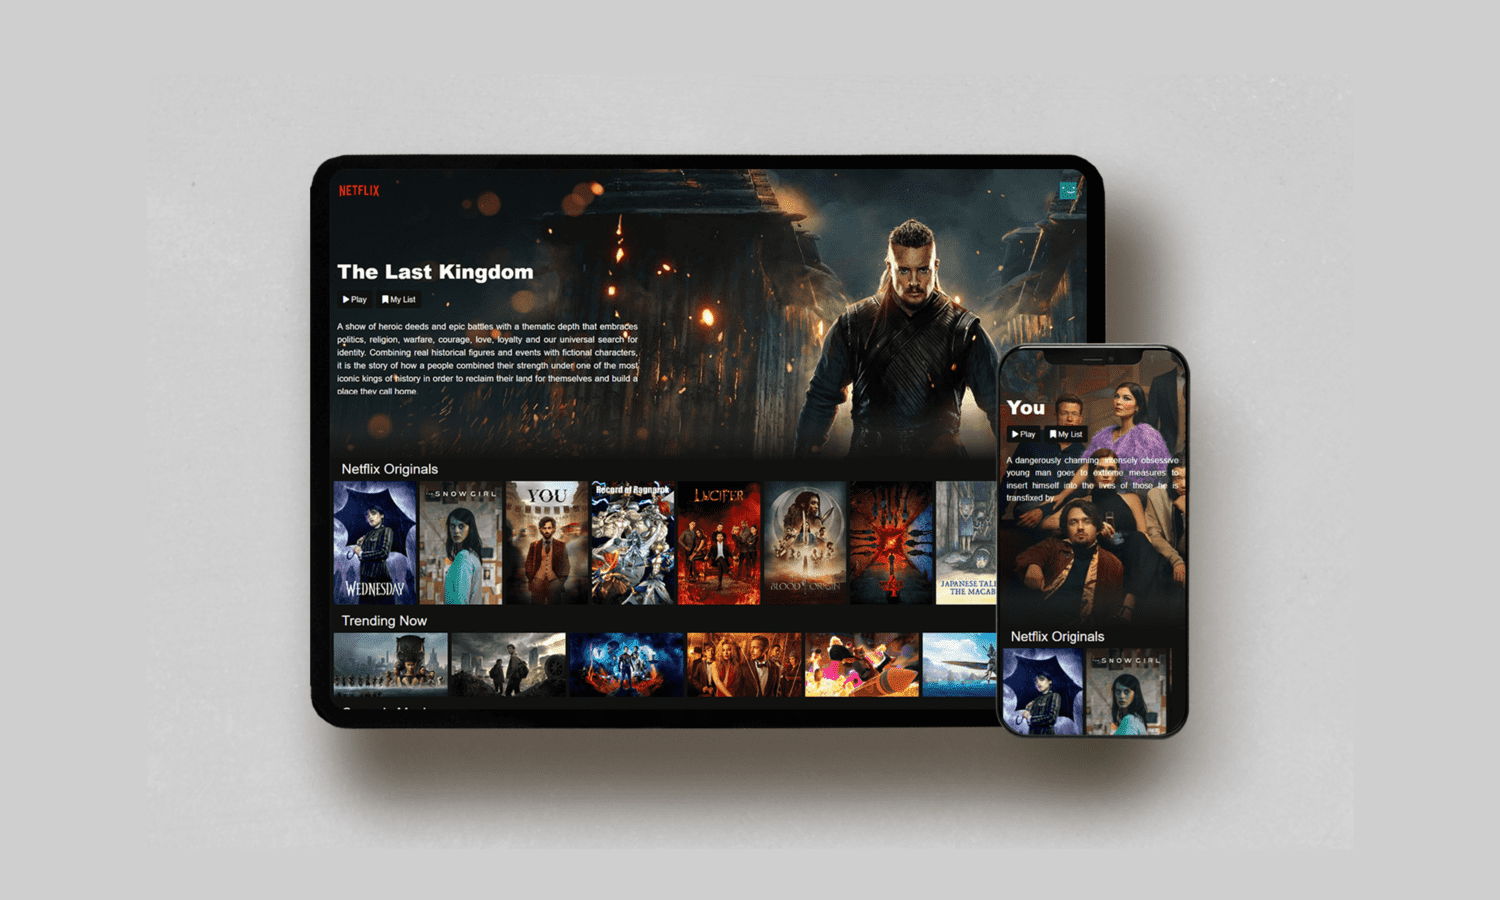 NETFLIX
The Last Kingdom
Play
My List
A show of heroic deeds and epic battles with a thematic depth that embraces
politics, religion, warfare, courage, love, loyalty and our universal search for
identity. Combining real historical figures and events with fictional characters,
it is the story of how a people combined their strength under one of the most
iconic kings of history in order to reclaim their land for themselves and build a
place they call home
Netflix Originals
WEDNESDAY
SNOW GIRL
YOU
Record of Ragnarok
LUCIFER
BLOOD ORIGIN
4
JAPANESE TAL
THE MACAB
Trending Now
You
Play
My List
A dangerously charming, intensely obsessive
young man goes to extreme measures to
insert himself into the lives of those he is
transfixed by
Netflix Originals
SNOW GIRL